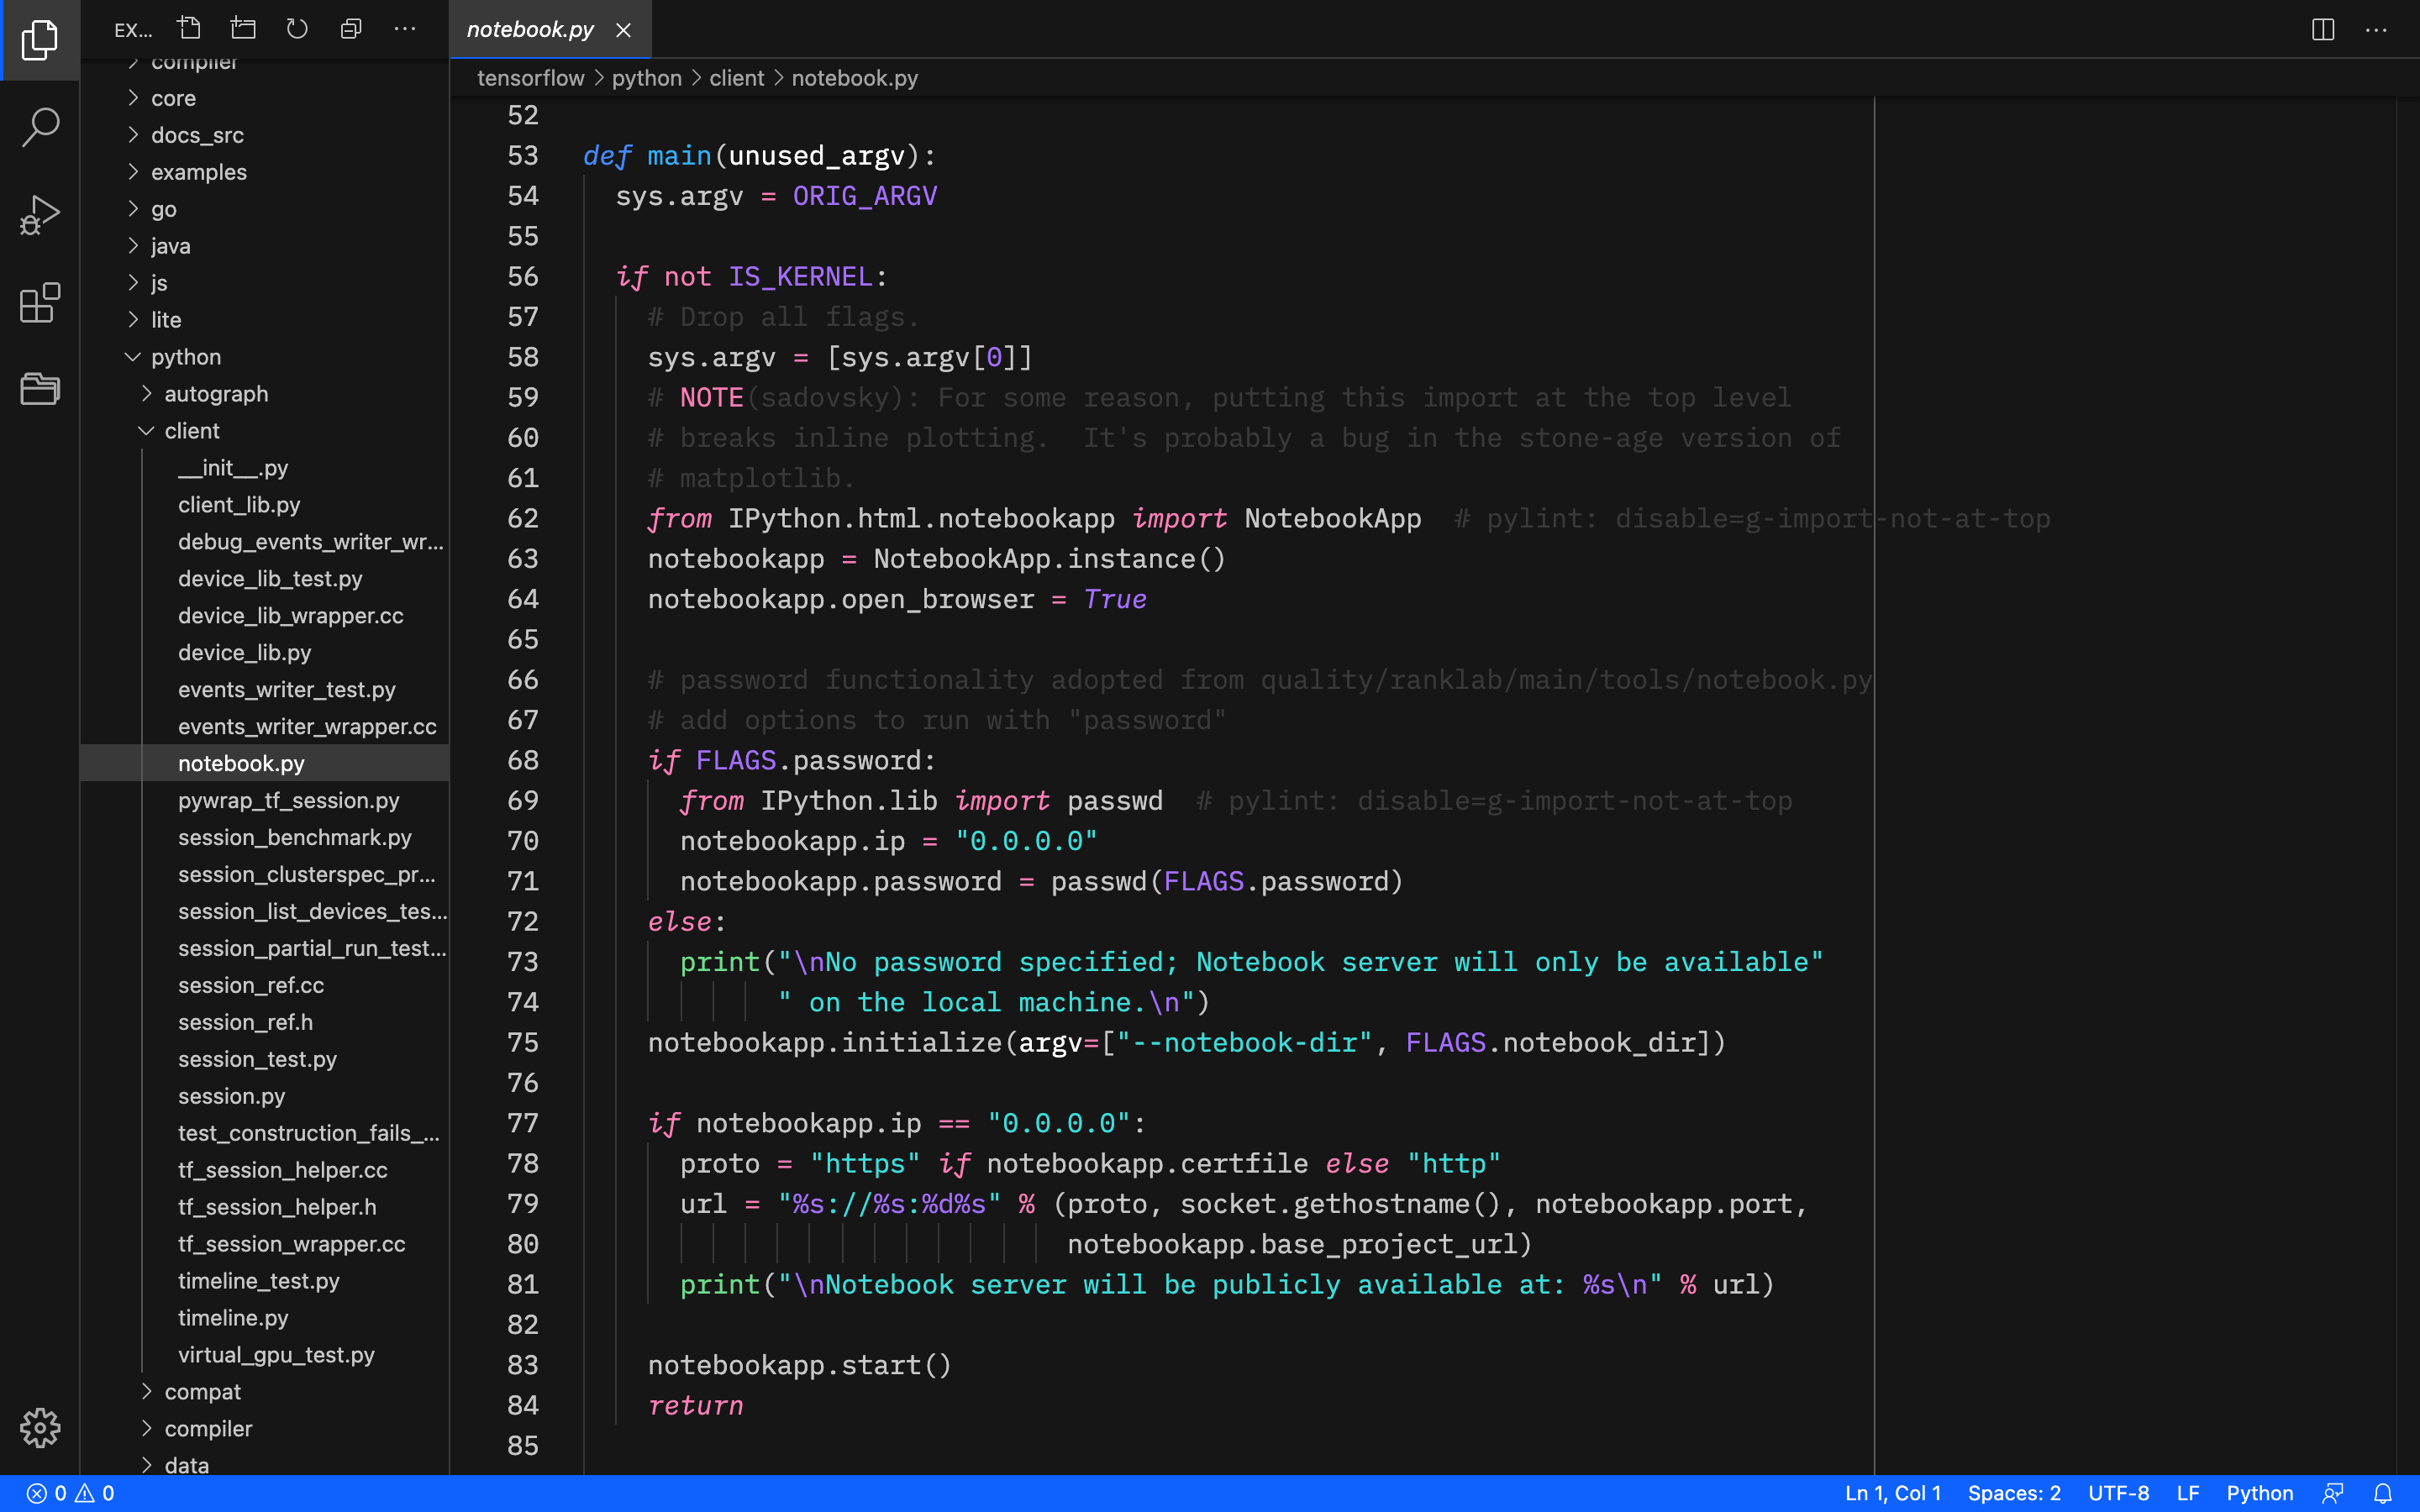 EX...
compiler
core
docs_src
examples
go
java
js
lite
python
autograph
client
__init__.py
client_lib.py
debug_events_writer_wr...
device_lib_test.py
device_lib_wrapper.cc
device_lib.py
events_writer_test.py
events_writer_wrapper.cc
notebook.py
pywrap_tf_session.py
session_benchmark.py
session_clusterspec_pr...
session_list_devices_tes...
session_partial_run_test...
session_ref.cc
session_ref.h
session_test.py
session.py
test_construction_fails_...
tf_session_helper.cc
tf_session_helper.h
tf_session_wrapper.cc
timeline_test.py
timeline.py
virtual_gpu_test.py
compat
compiler
data
notebook.py
tensorflow > python > client > notebook.py
52
53 def main(unused_argv):
54   sys.argv = ORIG_ARGV
55
56   if not IS_KERNEL:
57     # Drop all flags.
58     sys.argv = [sys.argv[0]]
59     # NOTE(sadovsky): For some reason, putting this import at the top level
60     # breaks inline plotting.  It's probably a bug in the stone-age version of
61     # matplotlib.
62     from IPython.html.notebookapp import NotebookApp  # pylint: disable=g-import-not-at-top
63     notebookapp = NotebookApp.instance()
64     notebookapp.open_browser = True
65
66     # password functionality adopted from quality/ranklab/main/tools/notebook.py
67     # add options to run with "password"
68     if FLAGS.password:
69       from IPython.lib import passwd  # pylint: disable=g-import-not-at-top
70       notebookapp.ip = "0.0.0.0"
71       notebookapp.password = passwd(FLAGS.password)
72     else:
73       print("\nNo password specified; Notebook server will only be available"
74             " on the local machine.\n")
75     notebookapp.initialize(argv=["--notebook-dir", FLAGS.notebook_dir])
76
77     if notebookapp.ip == "0.0.0.0":
78       proto = "https" if notebookapp.certfile else "http"
79       url = "%s://%s:%d%s" % (proto, socket.gethostname(), notebookapp.port,
80                               notebookapp.base_project_url)
81       print("\nNotebook server will be publicly available at: %s\n" % url)
82
83     notebookapp.start()
84     return
85
0 0
Ln 1, Col 1 Spaces: 2 UTF-8 LF Python